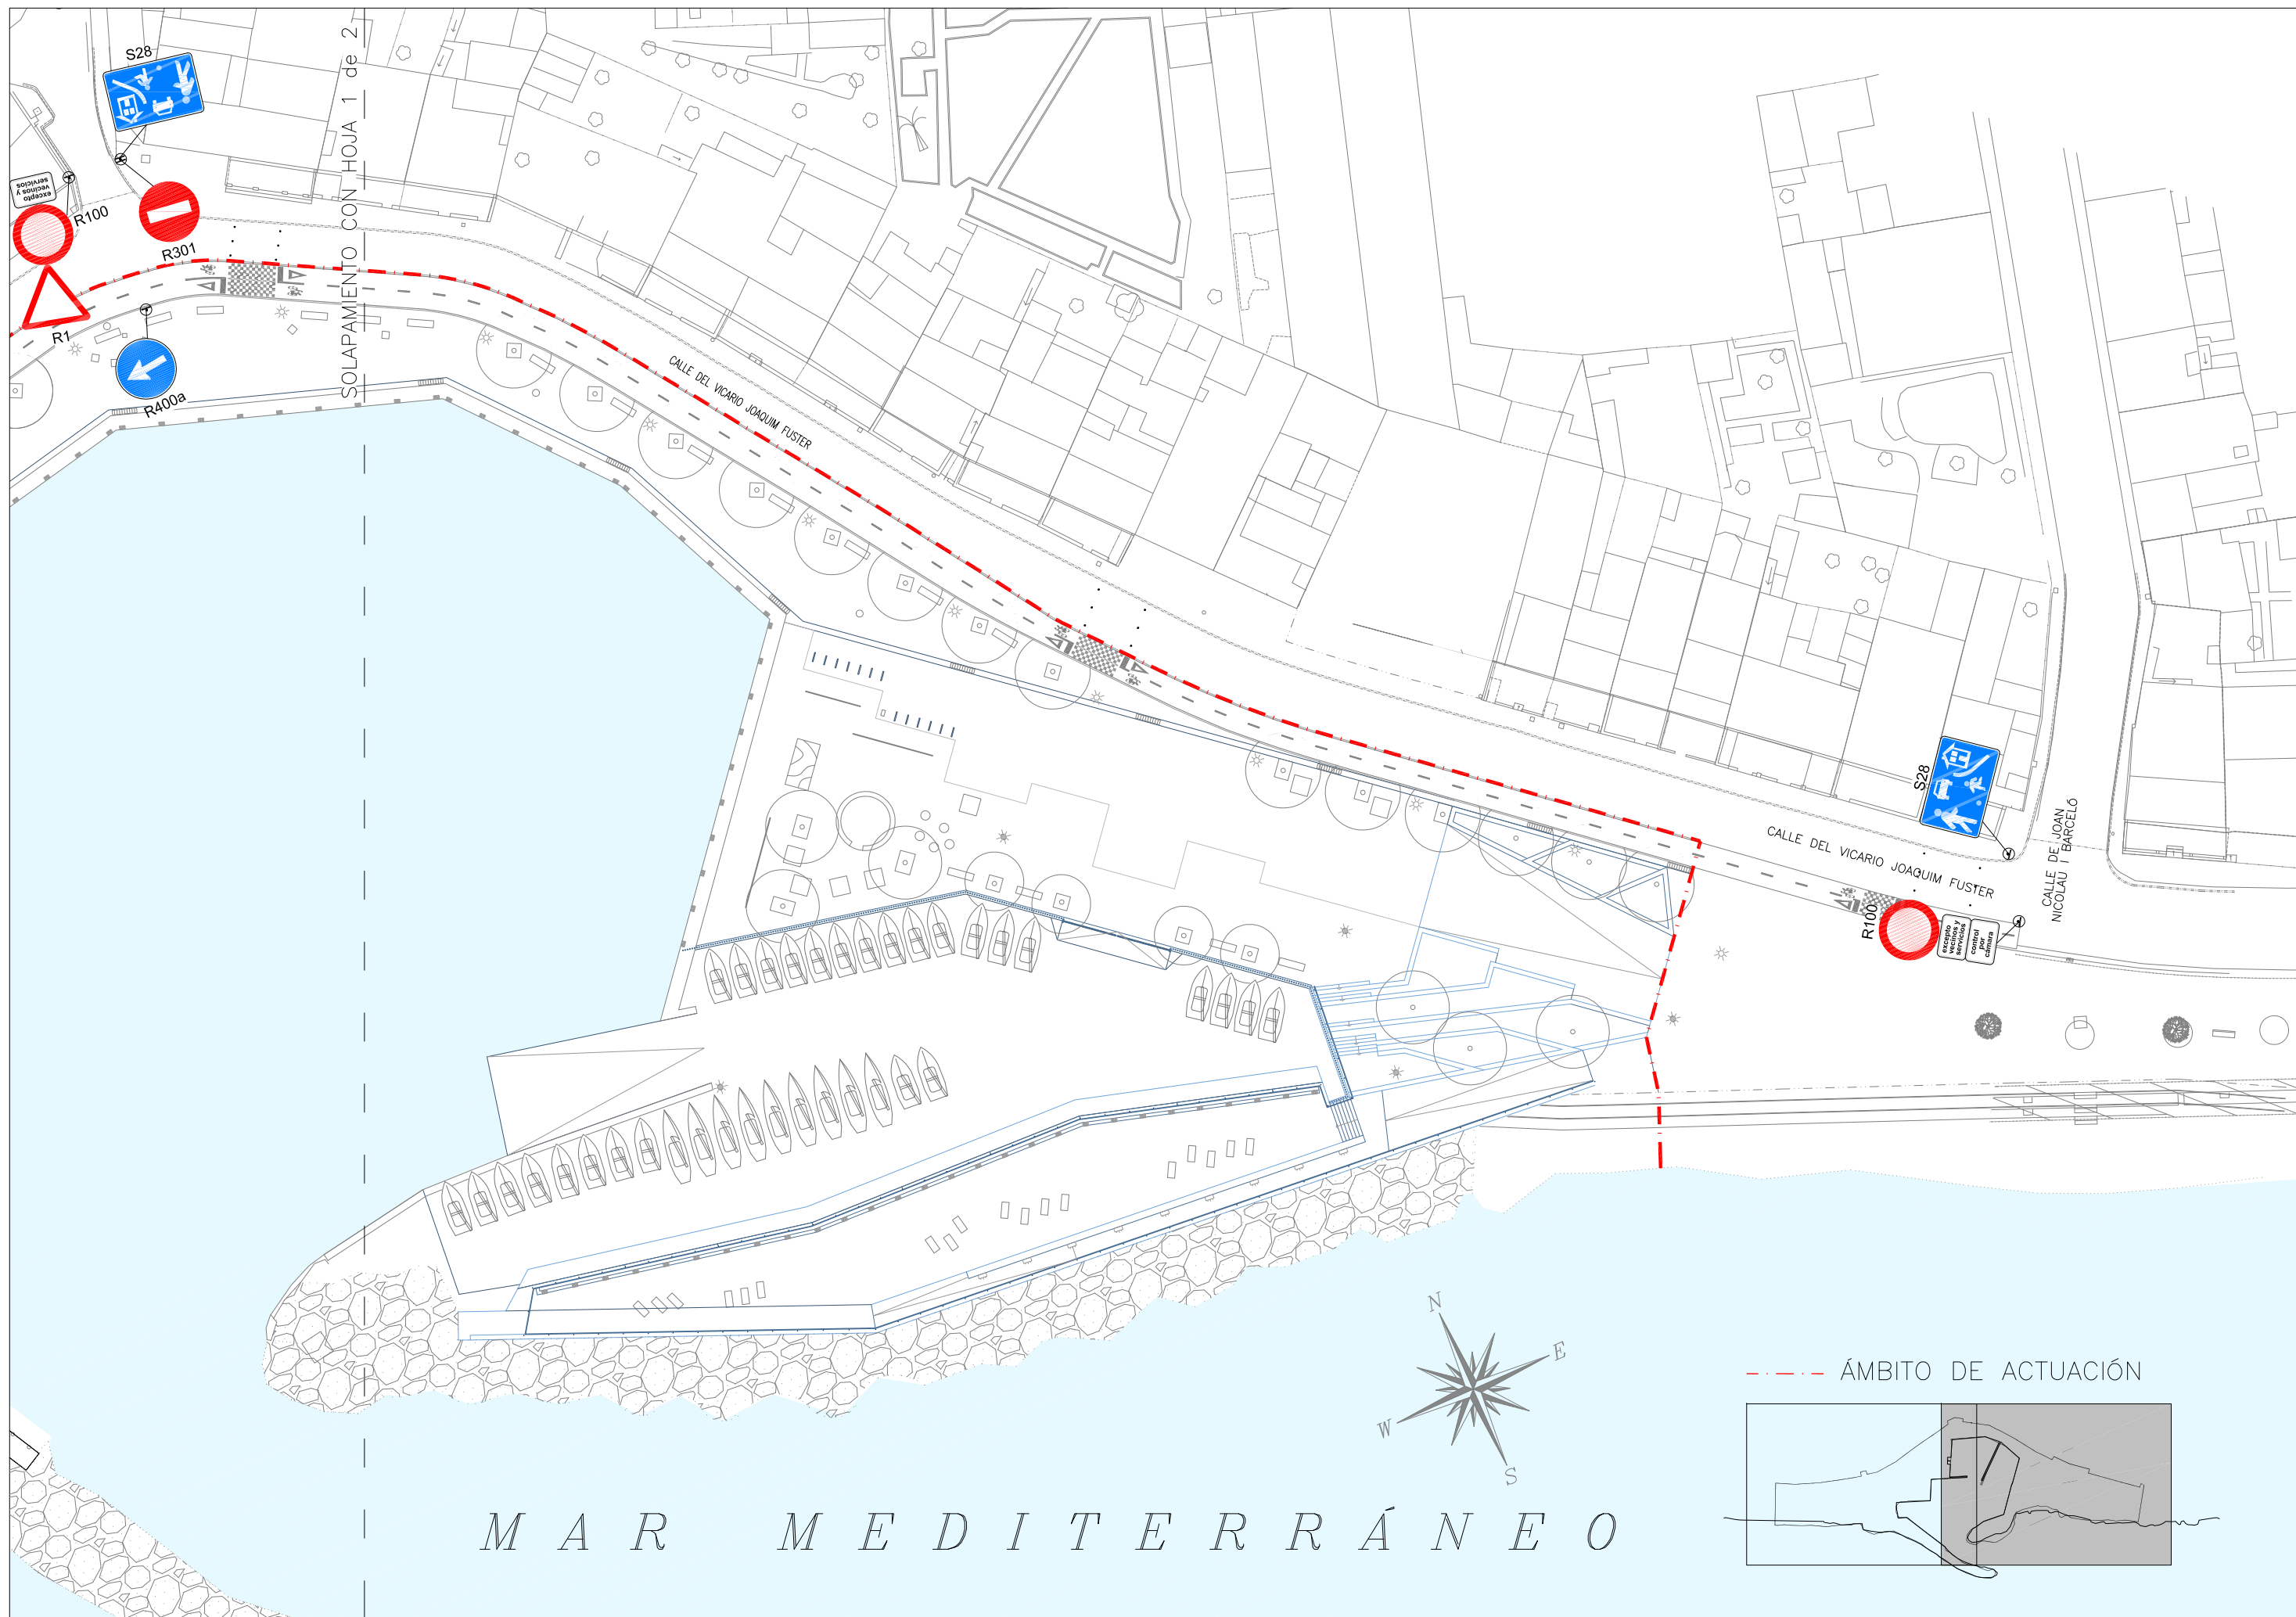 S28
SOLAPAMIENTO CON HOJA 1 de 2
excepto
vecinos y
servicios
R100
R301
R1
R400a
CALLE DEL VICARIO JOAQUIM FUSTER
S28
CALLE DEL VICARIO JOAQUIM FUSTER
CALLE DE JOAN
NICOLAU I BARCELÓ
R100
excepto
vecinos y
servicios
control
por
cámara
N
E
W
S
ÁMBITO DE ACTUACIÓN
MAR MEDITERRÁNEO